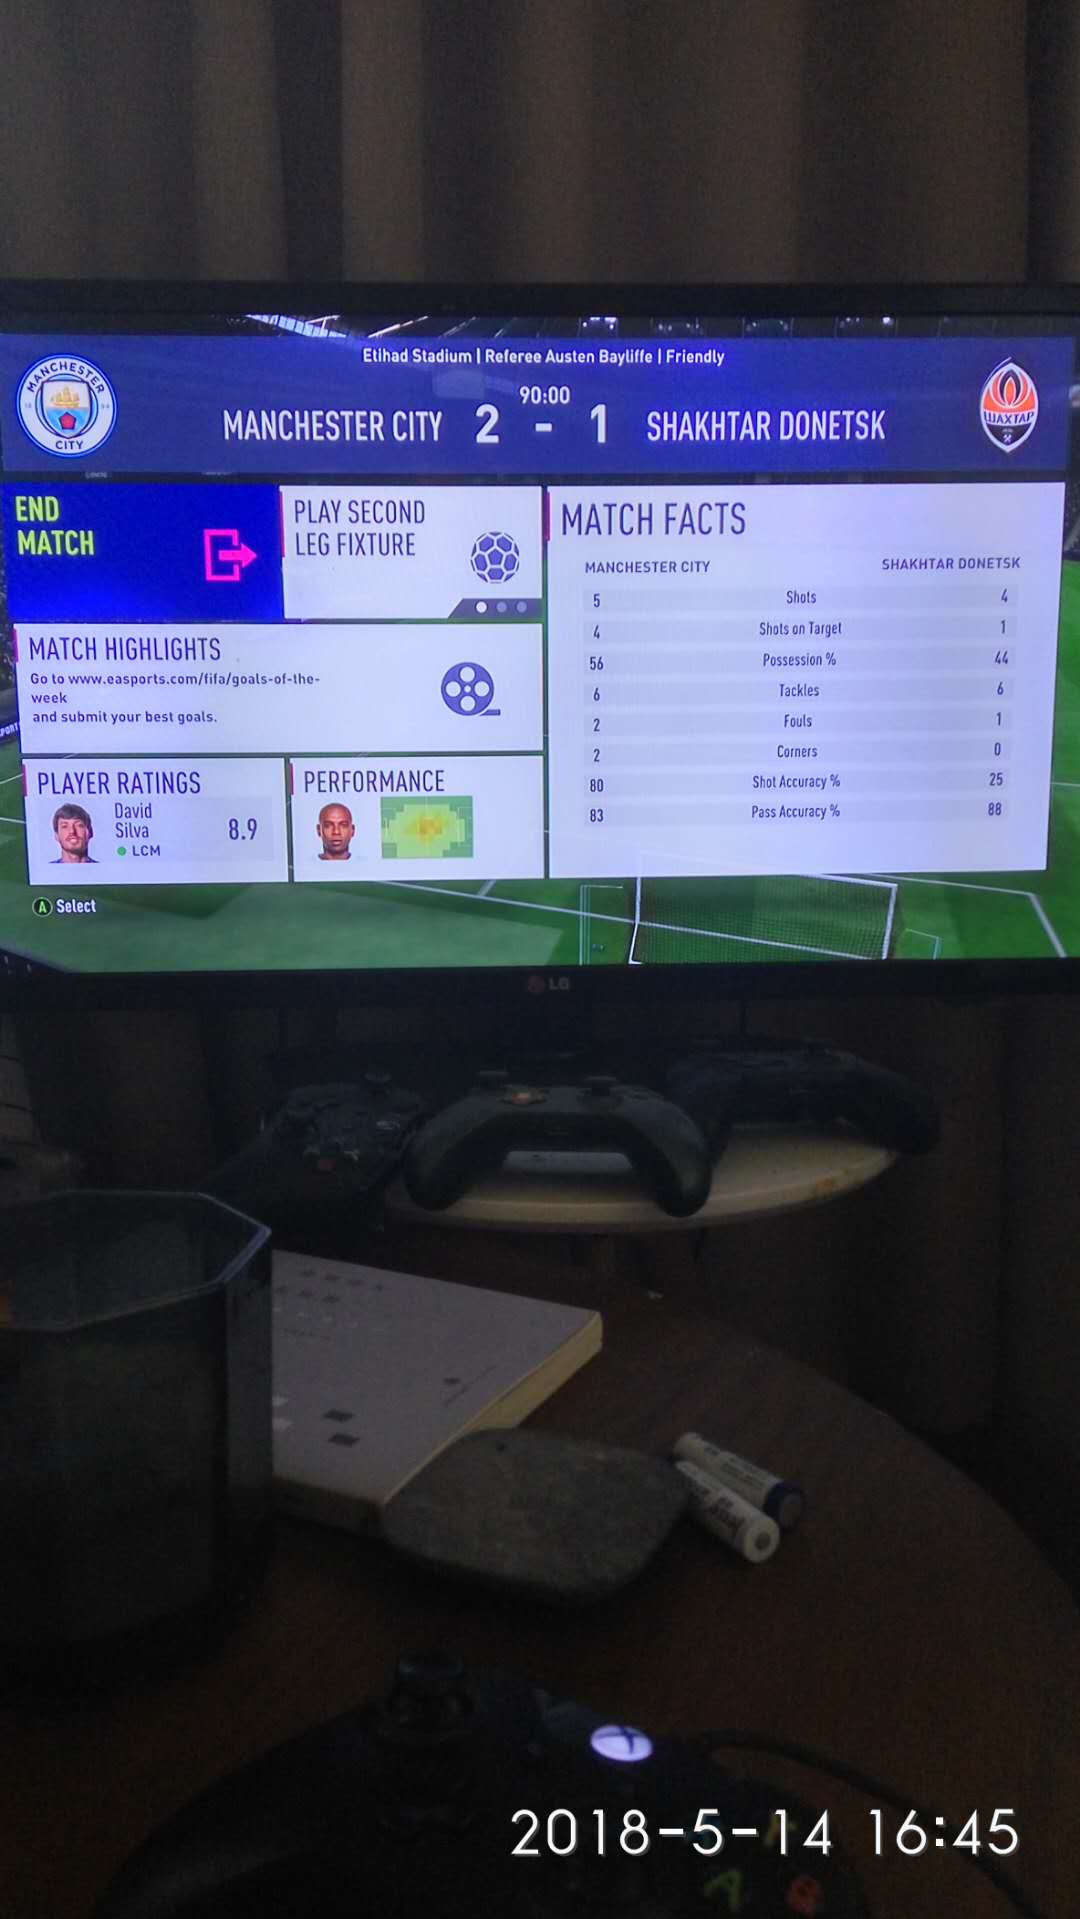 Etihad Stadium | Referee Austen Bayliffe | Friendly
90:00
MANCHESTER CITY 2 - 1 SHAKHTAR DONETSK
MANCHESTER
18 94
CITY
ШАХТАР
END
MATCH
PLAY SECOND
LEG FIXTURE
MATCH HIGHLIGHTS
Go to www.easports.com/fifa/goals-of-the-
week
and submit your best goals.
PLAYER RATINGS
David
Silva
LCM
8.9
PERFORMANCE
MATCH FACTS
MANCHESTER CITY SHAKHTAR DONETSK
5 Shots 4
4 Shots on Target 1
56 Possession % 44
6 Tackles 6
2 Fouls 1
2 Corners 0
80 Shot Accuracy % 25
83 Pass Accuracy % 88
A Select
LG
2018-5-14 16:45